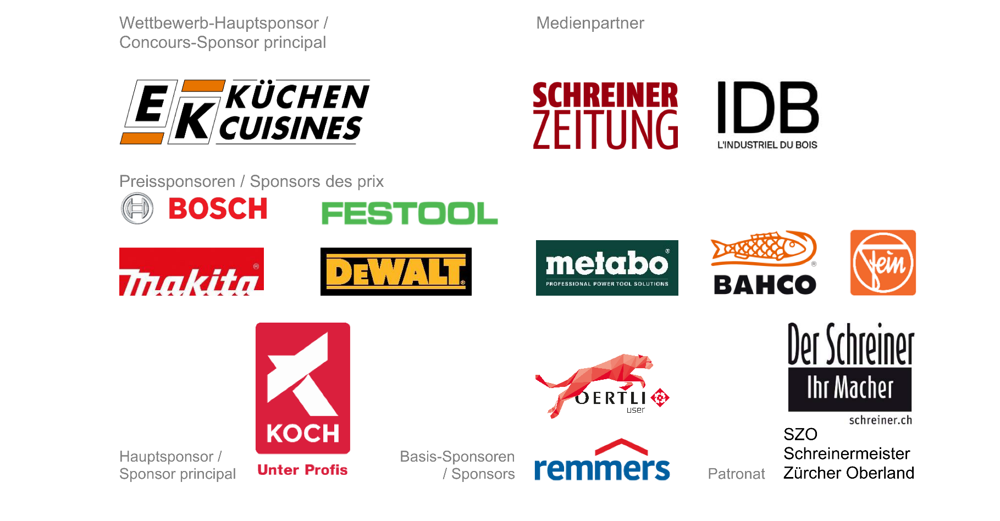 Wettbewerb-Hauptsponsor /
Concours-Sponsor principal
Medienpartner
EK KÜCHEN
CUISINES
SCHREINER
ZEITUNG
IDB
L'INDUSTRIEL DU BOIS
Preissponsoren / Sponsors des prix
BOSCH
FESTOOL
makita®
DEWALT®
metabo®
PROFESSIONAL POWER TOOL SOLUTIONS
®
BAHCO
fein
KOCH
Unter Profis
Hauptsponsor /
Sponsor principal
OERTLI
user
remmers
Basis-Sponsoren
/ Sponsors
Der Schreiner
Ihr Macher
schreiner.ch
Patronat
SZO
Schreinermeister
Zürcher Oberland